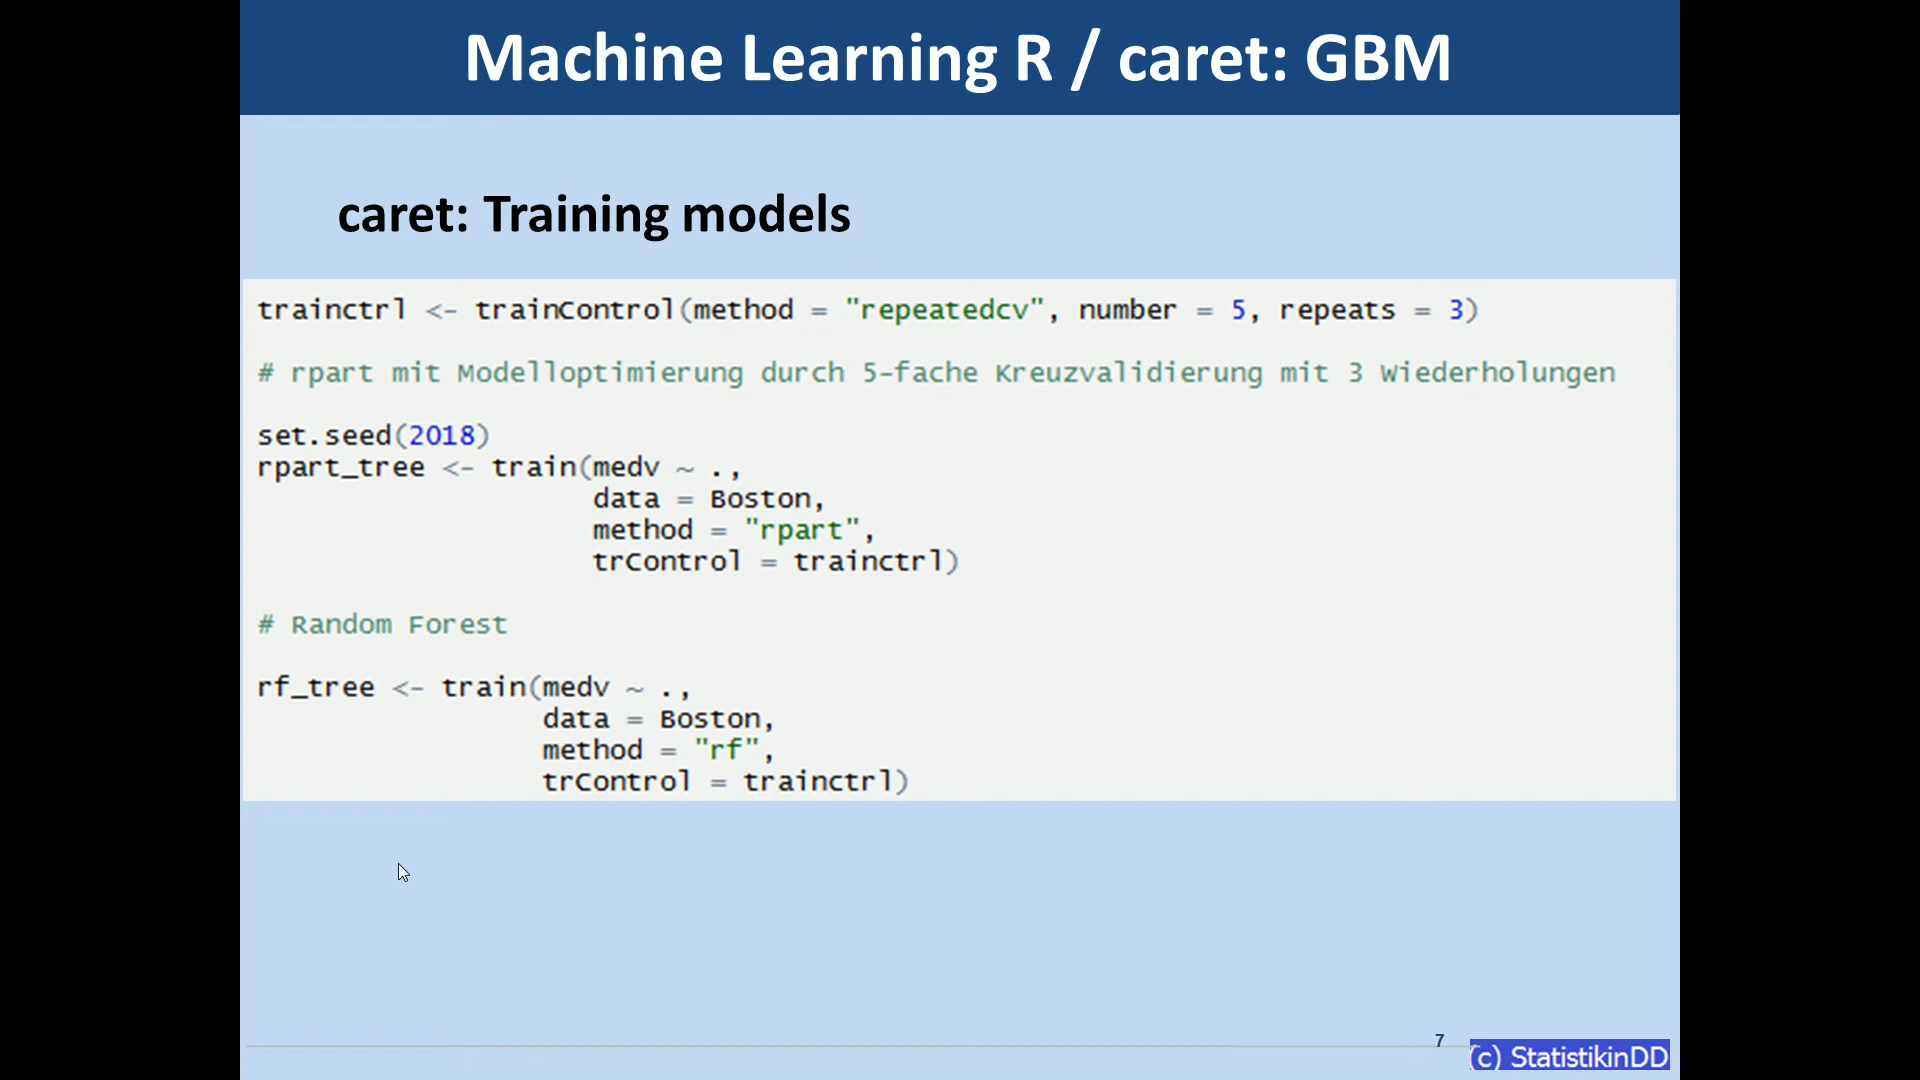 Machine Learning R / caret: GBM
caret: Training models
trainctrl <- trainControl(method = "repeatedcv", number = 5, repeats = 3)
# rpart mit Modelloptimierung durch 5-fache Kreuzvalidierung mit 3 Wiederholungen
set.seed(2018)
rpart_tree <- train(medv ~ .,
data = Boston,
method = "rpart",
trControl = trainctrl)
# Random Forest
rf_tree <- train(medv ~ .,
data = Boston,
method = "rf",
trControl = trainctrl)
7
(c) StatistikinDD